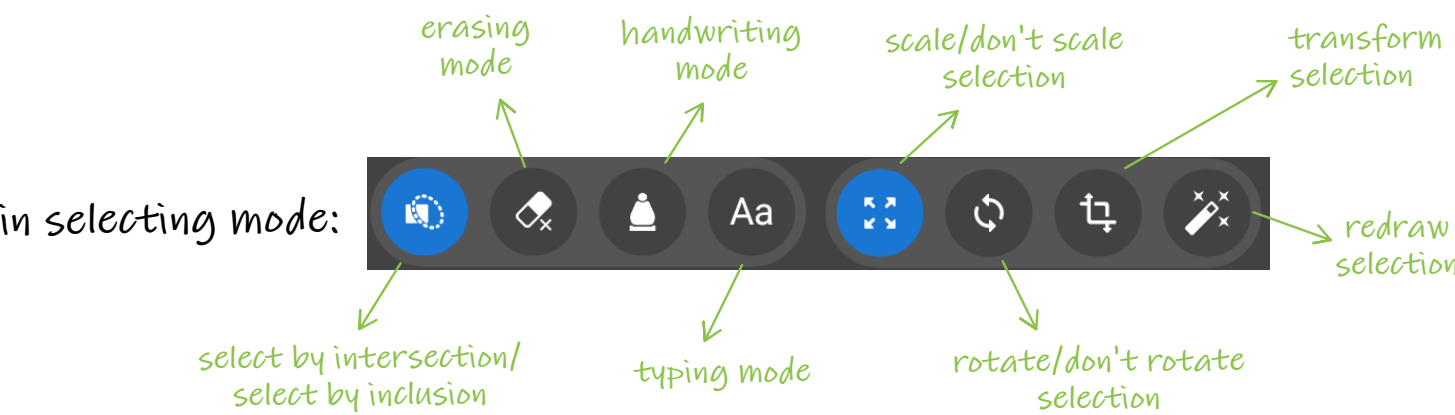 erasing
mode
handwriting
mode
scale/don't scale
selection
transform
selection
in selecting mode:
Aa
redraw
selection
select by intersection/
select by inclusion
typing mode
rotate/don't rotate
selection